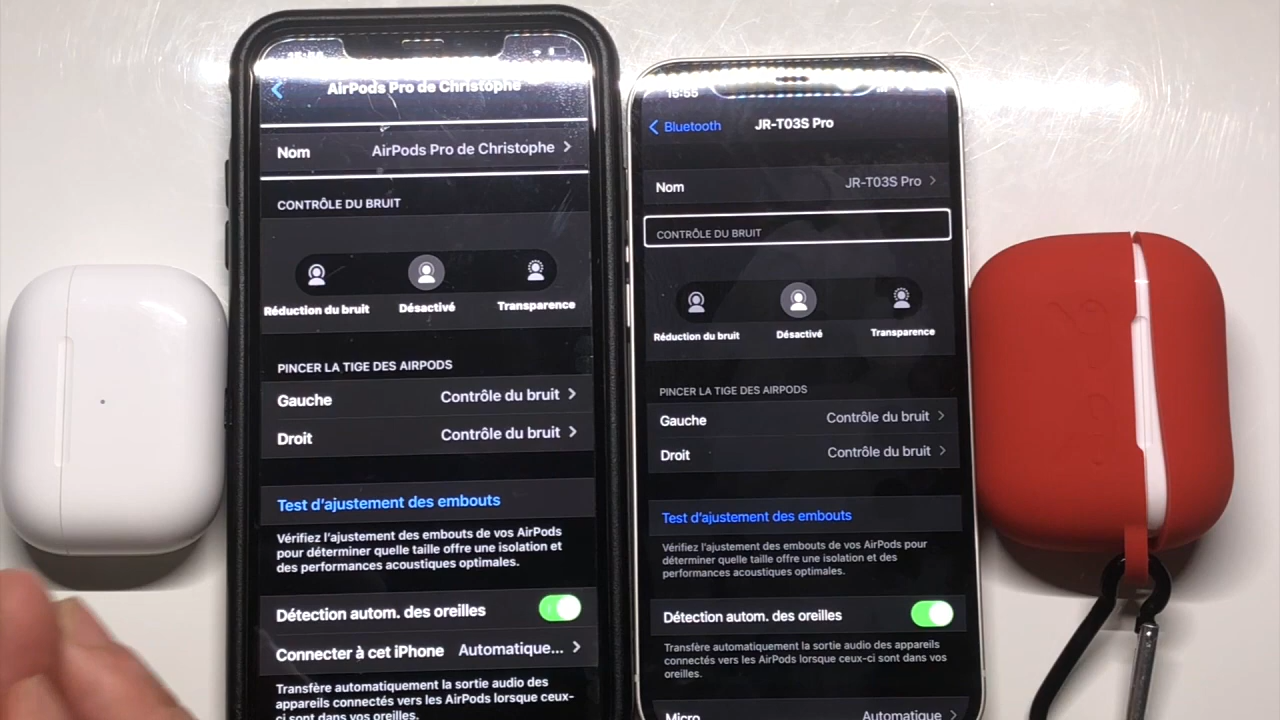 AirPods Pro de Christophe
Nom AirPods Pro de Christophe
CONTRÔLE DU BRUIT
Réduction du bruit Désactivé Transparence
PINCER LA TIGE DES AIRPODS
Gauche Contrôle du bruit
Droit Contrôle du bruit
Test d'ajustement des embouts
Vérifiez l'ajustement des embouts de vos AirPods
pour déterminer quelle taille offre une isolation et
des performances acoustiques optimales.
Détection autom. des oreilles
Connecter à cet iPhone Automatique...
Transfère automatiquement la sortie audio des
appareils connectés vers les AirPods lorsque ceux-
ci sont dans vos oreilles.
15:55
Bluetooth JR-T03S Pro
Nom JR-T03S Pro
CONTRÔLE DU BRUIT
Réduction du bruit Désactivé Transparence
PINCER LA TIGE DES AIRPODS
Gauche Contrôle du bruit
Droit Contrôle du bruit
Test d'ajustement des embouts
Vérifiez l'ajustement des embouts de vos AirPods pour
déterminer quelle taille offre une isolation et des
performances acoustiques optimales.
Détection autom. des oreilles
Transfère automatiquement la sortie audio des appareils
connectés vers les AirPods lorsque ceux-ci sont dans vos
oreilles.
Micro Automatique